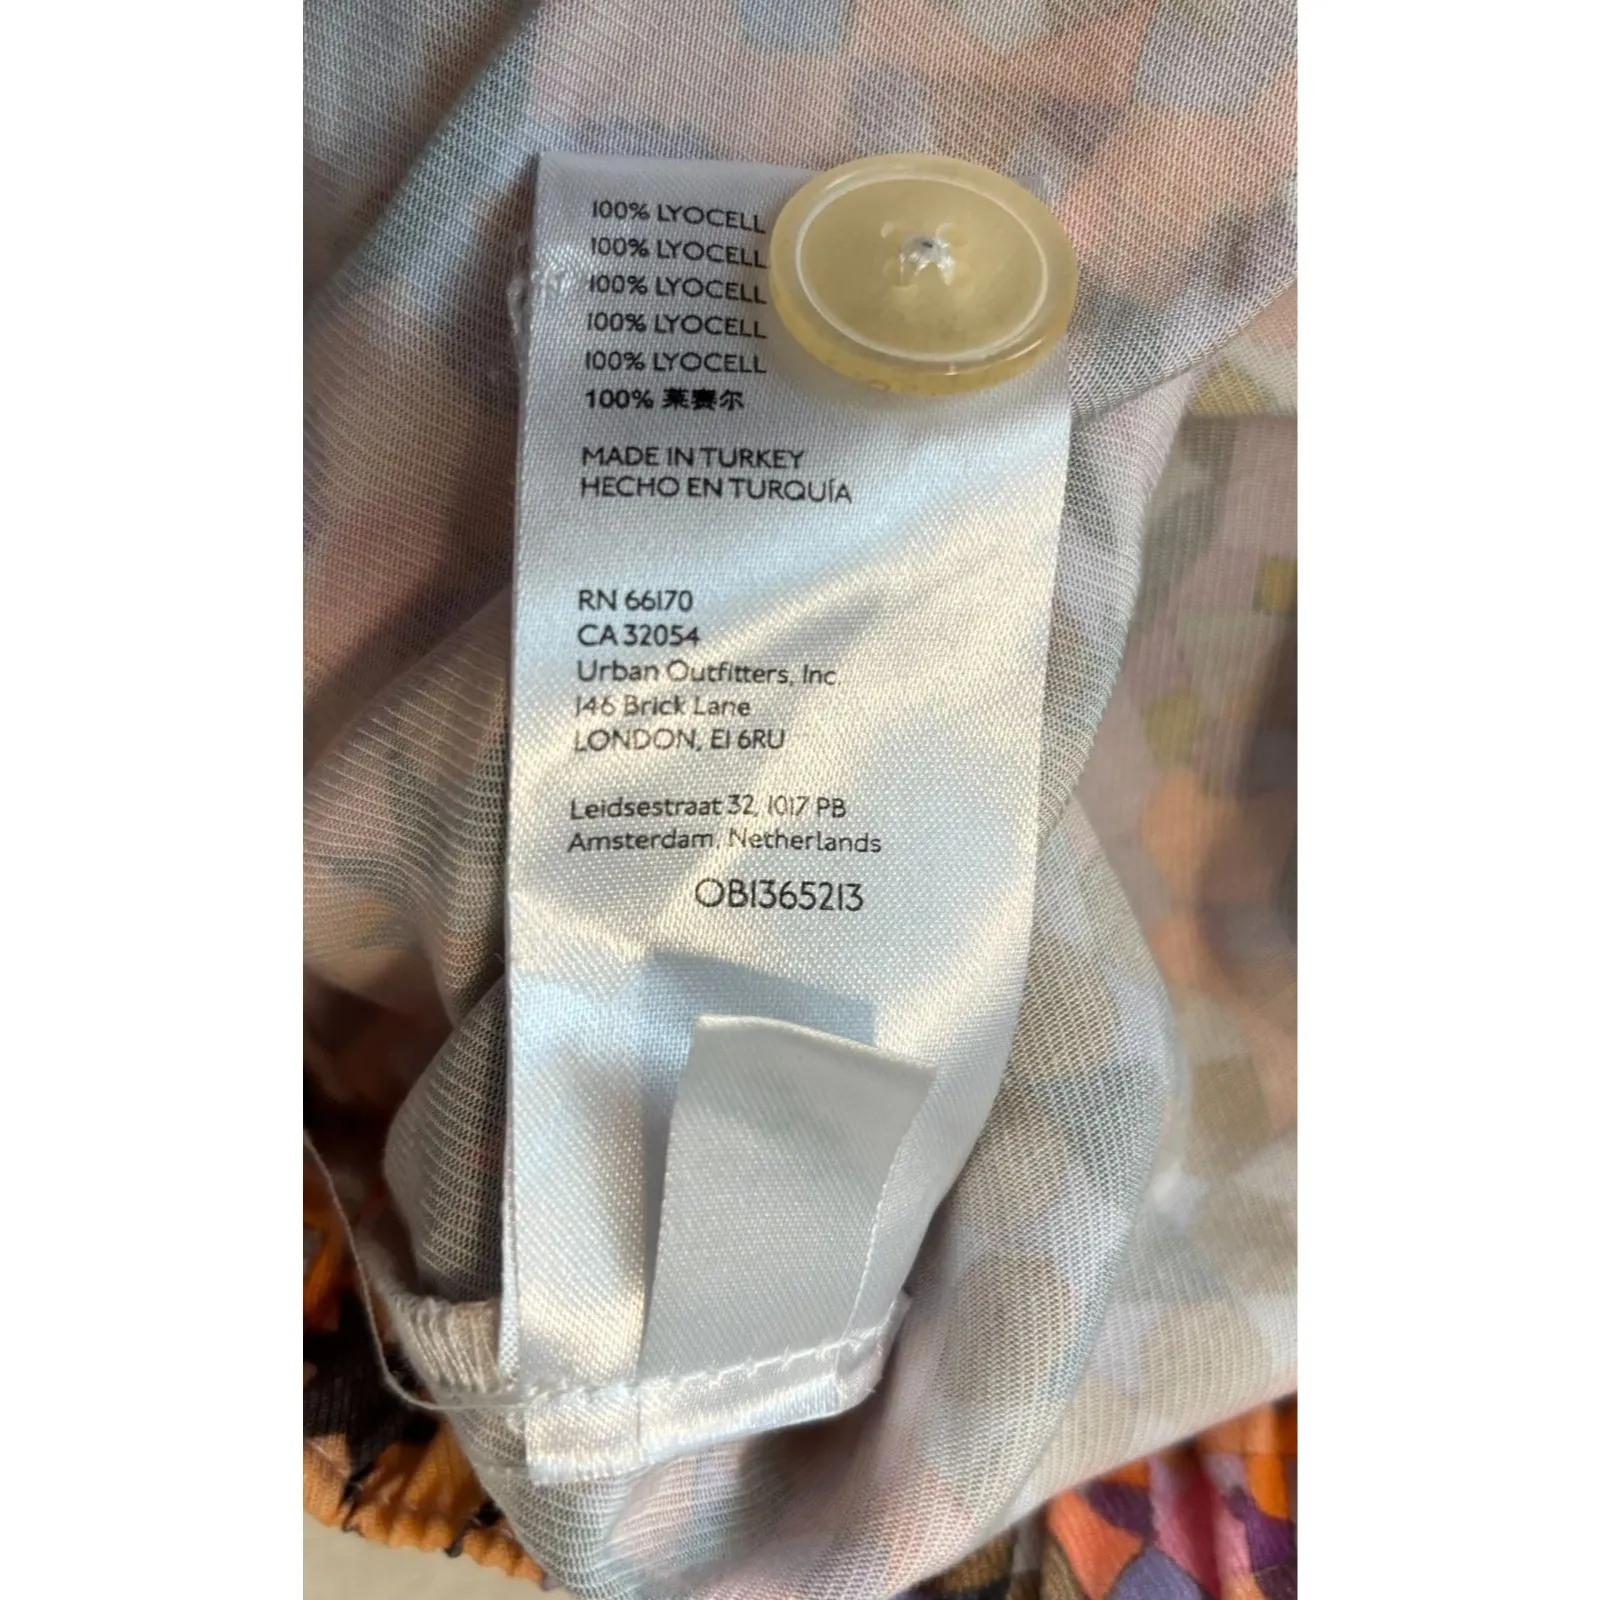 100% LYOCELL
100% LYOCELL
100% LYOCELL
100% LYOCELL
100% LYOCELL
100% 莱赛尔
MADE IN TURKEY
HECHO EN TURQUÍA
RN 66170
CA 32054
Urban Outfitters, Inc.
146 Brick Lane
LONDON, E1 6RU
Leidsestraat 32, 1017 PB
Amsterdam, Netherlands
OB1365213